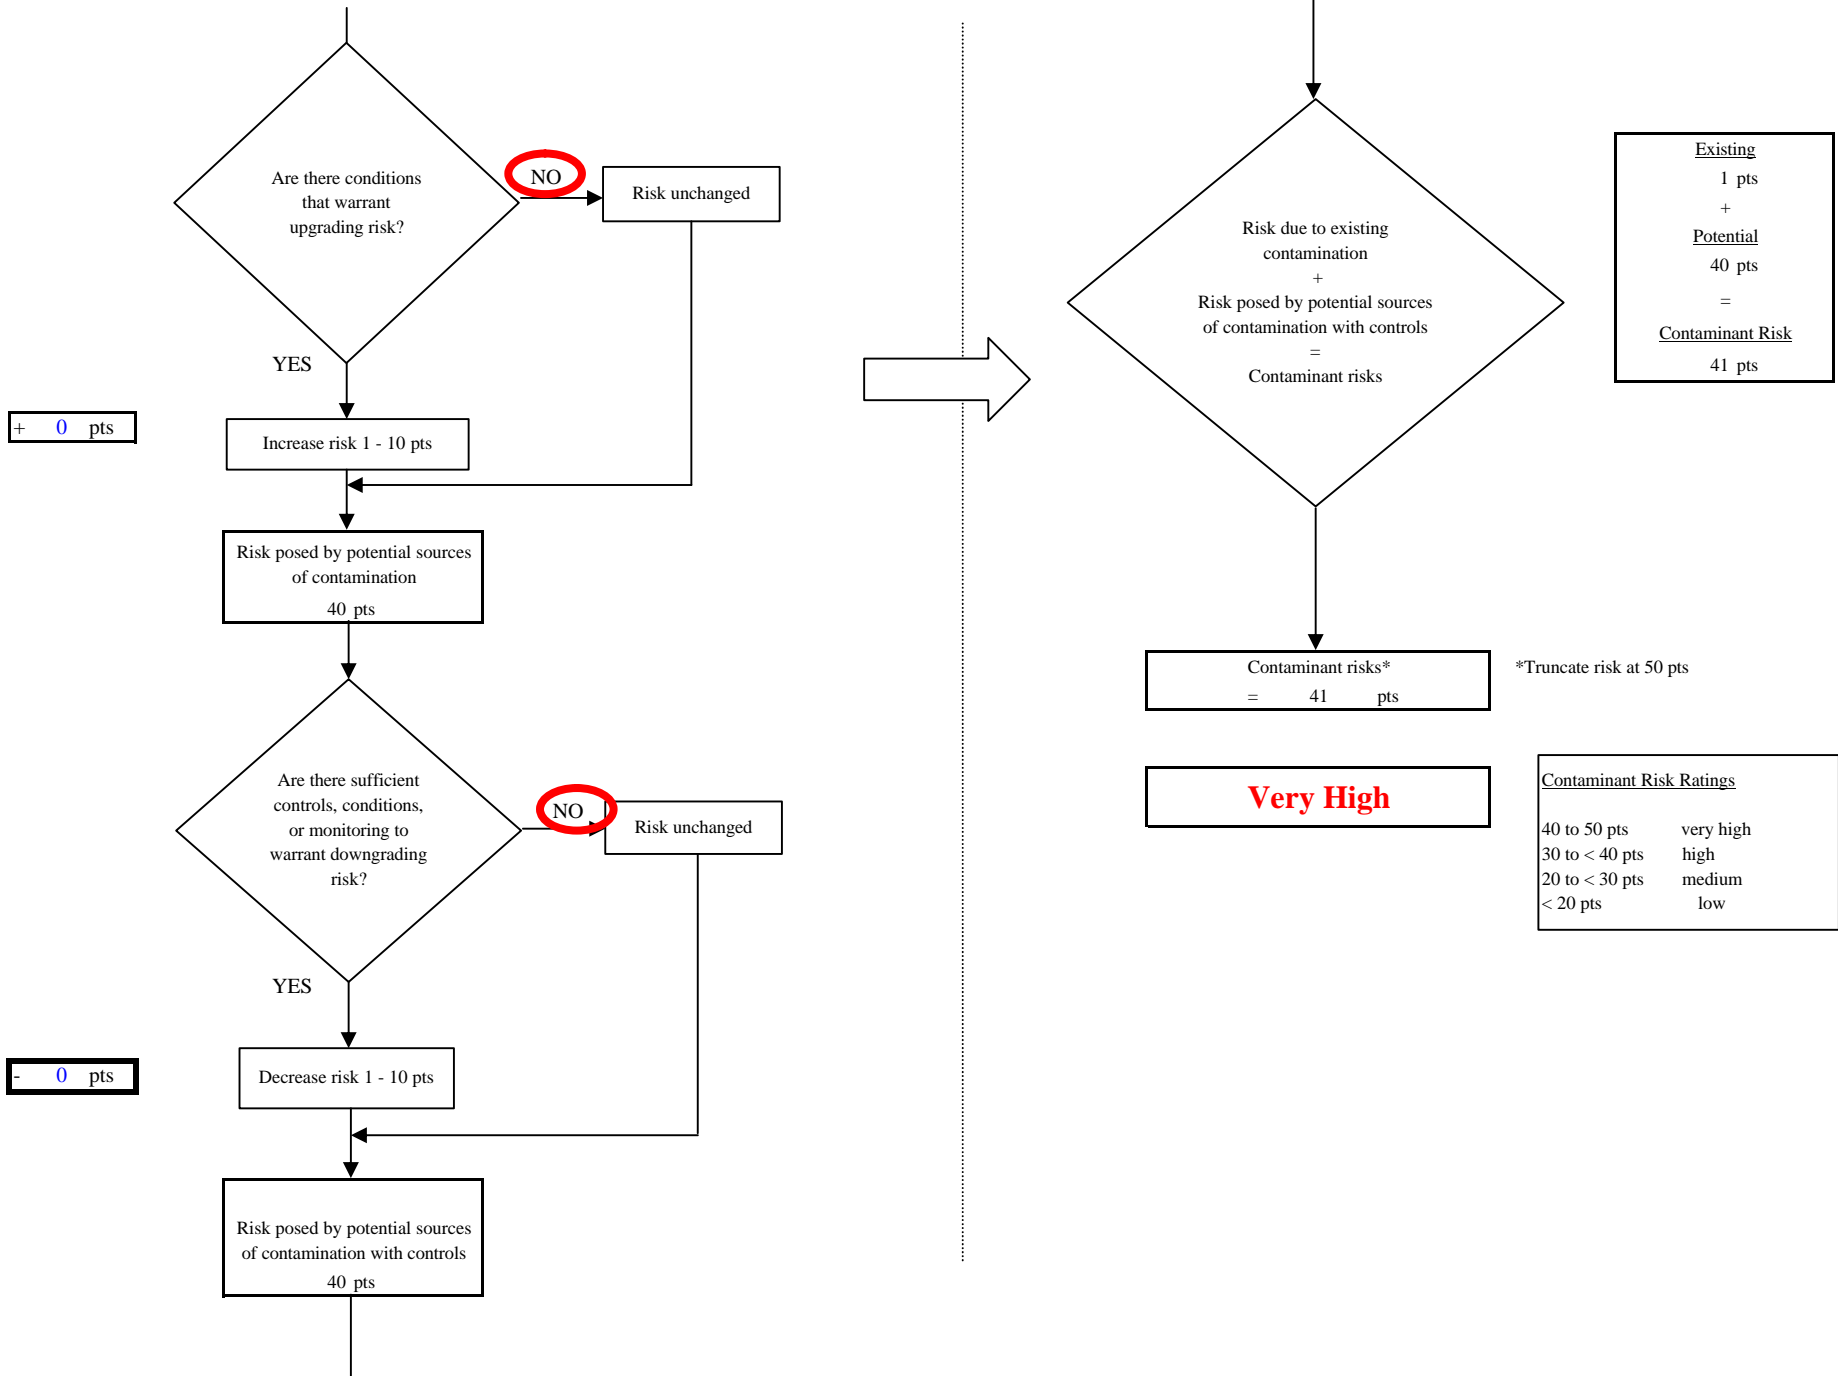 Are there conditions
that warrant
upgrading risk?
NO
Risk unchanged
YES
+ 0 pts
Increase risk 1 - 10 pts
Risk posed by potential sources
of contamination
40 pts
Are there sufficient
controls, conditions,
or monitoring to
warrant downgrading
risk?
NO
Risk unchanged
YES
- 0 pts
Decrease risk 1 - 10 pts
Risk posed by potential sources
of contamination with controls
40 pts
Risk due to existing
contamination
+
Risk posed by potential sources
of contamination with controls
=
Contaminant risks
Existing
1 pts
+
Potential
40 pts
=
Contaminant Risk
41 pts
Contaminant risks*
= 41 pts
*Truncate risk at 50 pts
Very High
Contaminant Risk Ratings
40 to 50 pts very high
30 to < 40 pts high
20 to < 30 pts medium
< 20 pts low